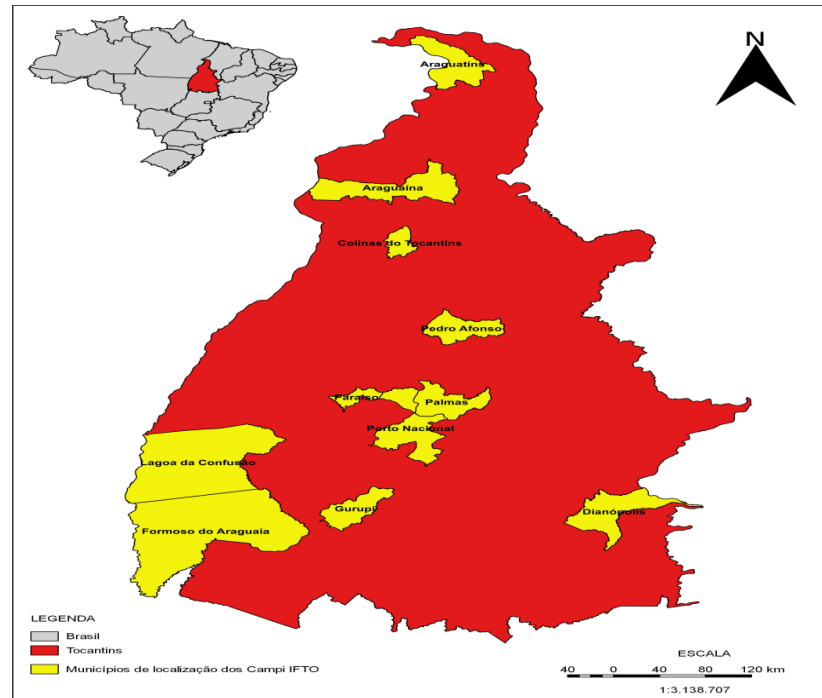 N
Araguatins
Araguaína
Colinas do Tocantins
Pedro Afonso
Paraíso
Palmas
Porto Nacional
Lagoa da Confusão
Gurupi
Dianópolis
Formoso do Araguaia
LEGENDA
Brasil
Tocantins
Municípios de localização dos Campi IFTO
ESCALA
40 0 40 80 120 km
1:3.138.707